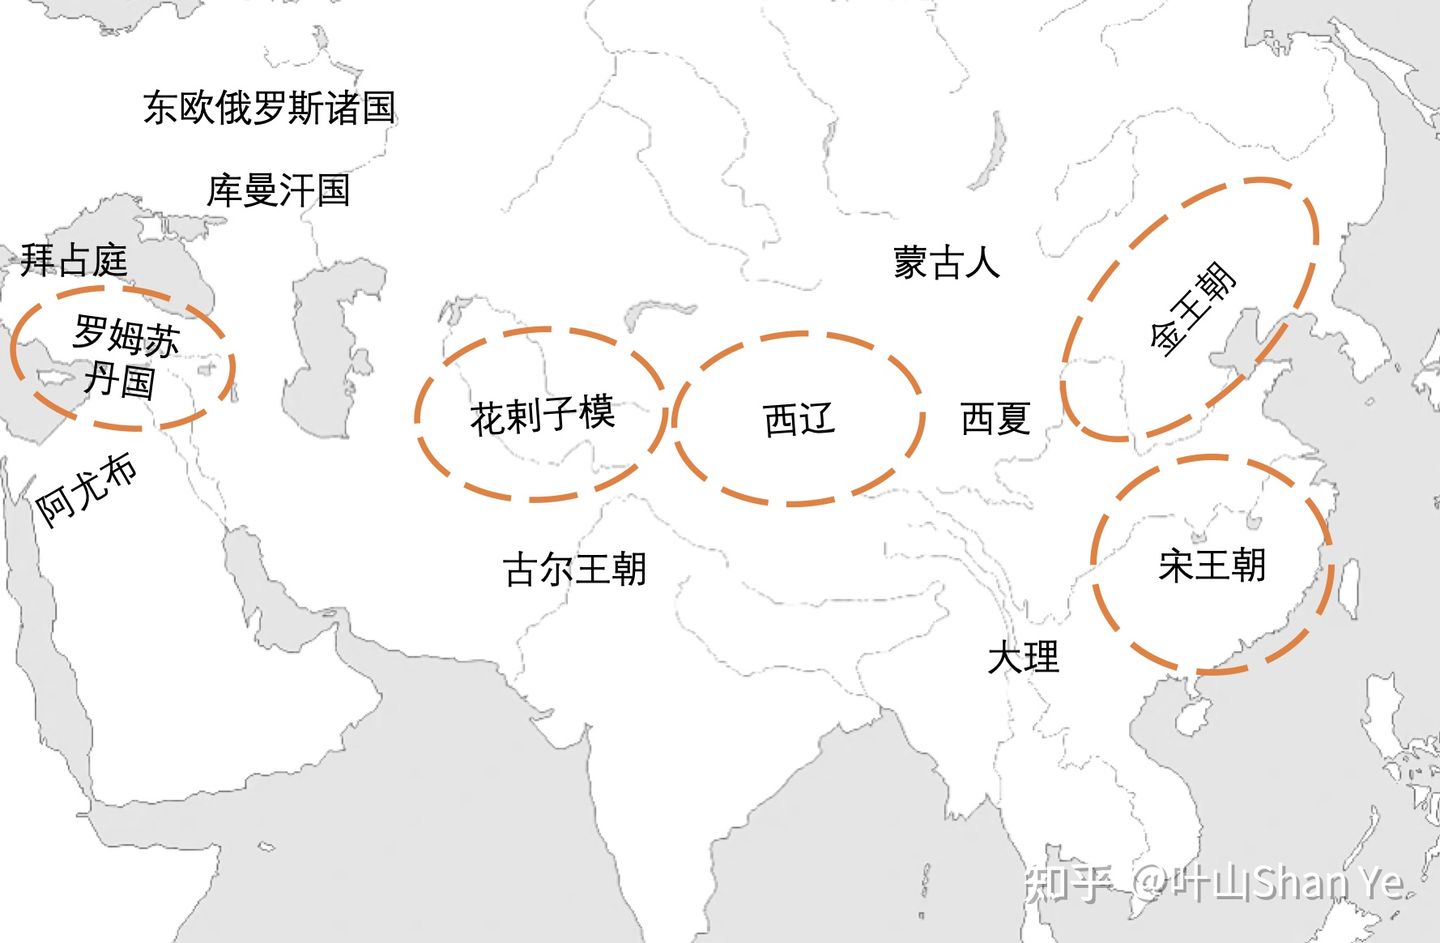 东欧俄罗斯诸国
库曼汗国
拜占庭
蒙古人
罗姆苏
丹国
金王朝
花剌子模
西辽
西夏
阿尤布
古尔王朝
宋王朝
大理
知乎 @叶山Shan Ye